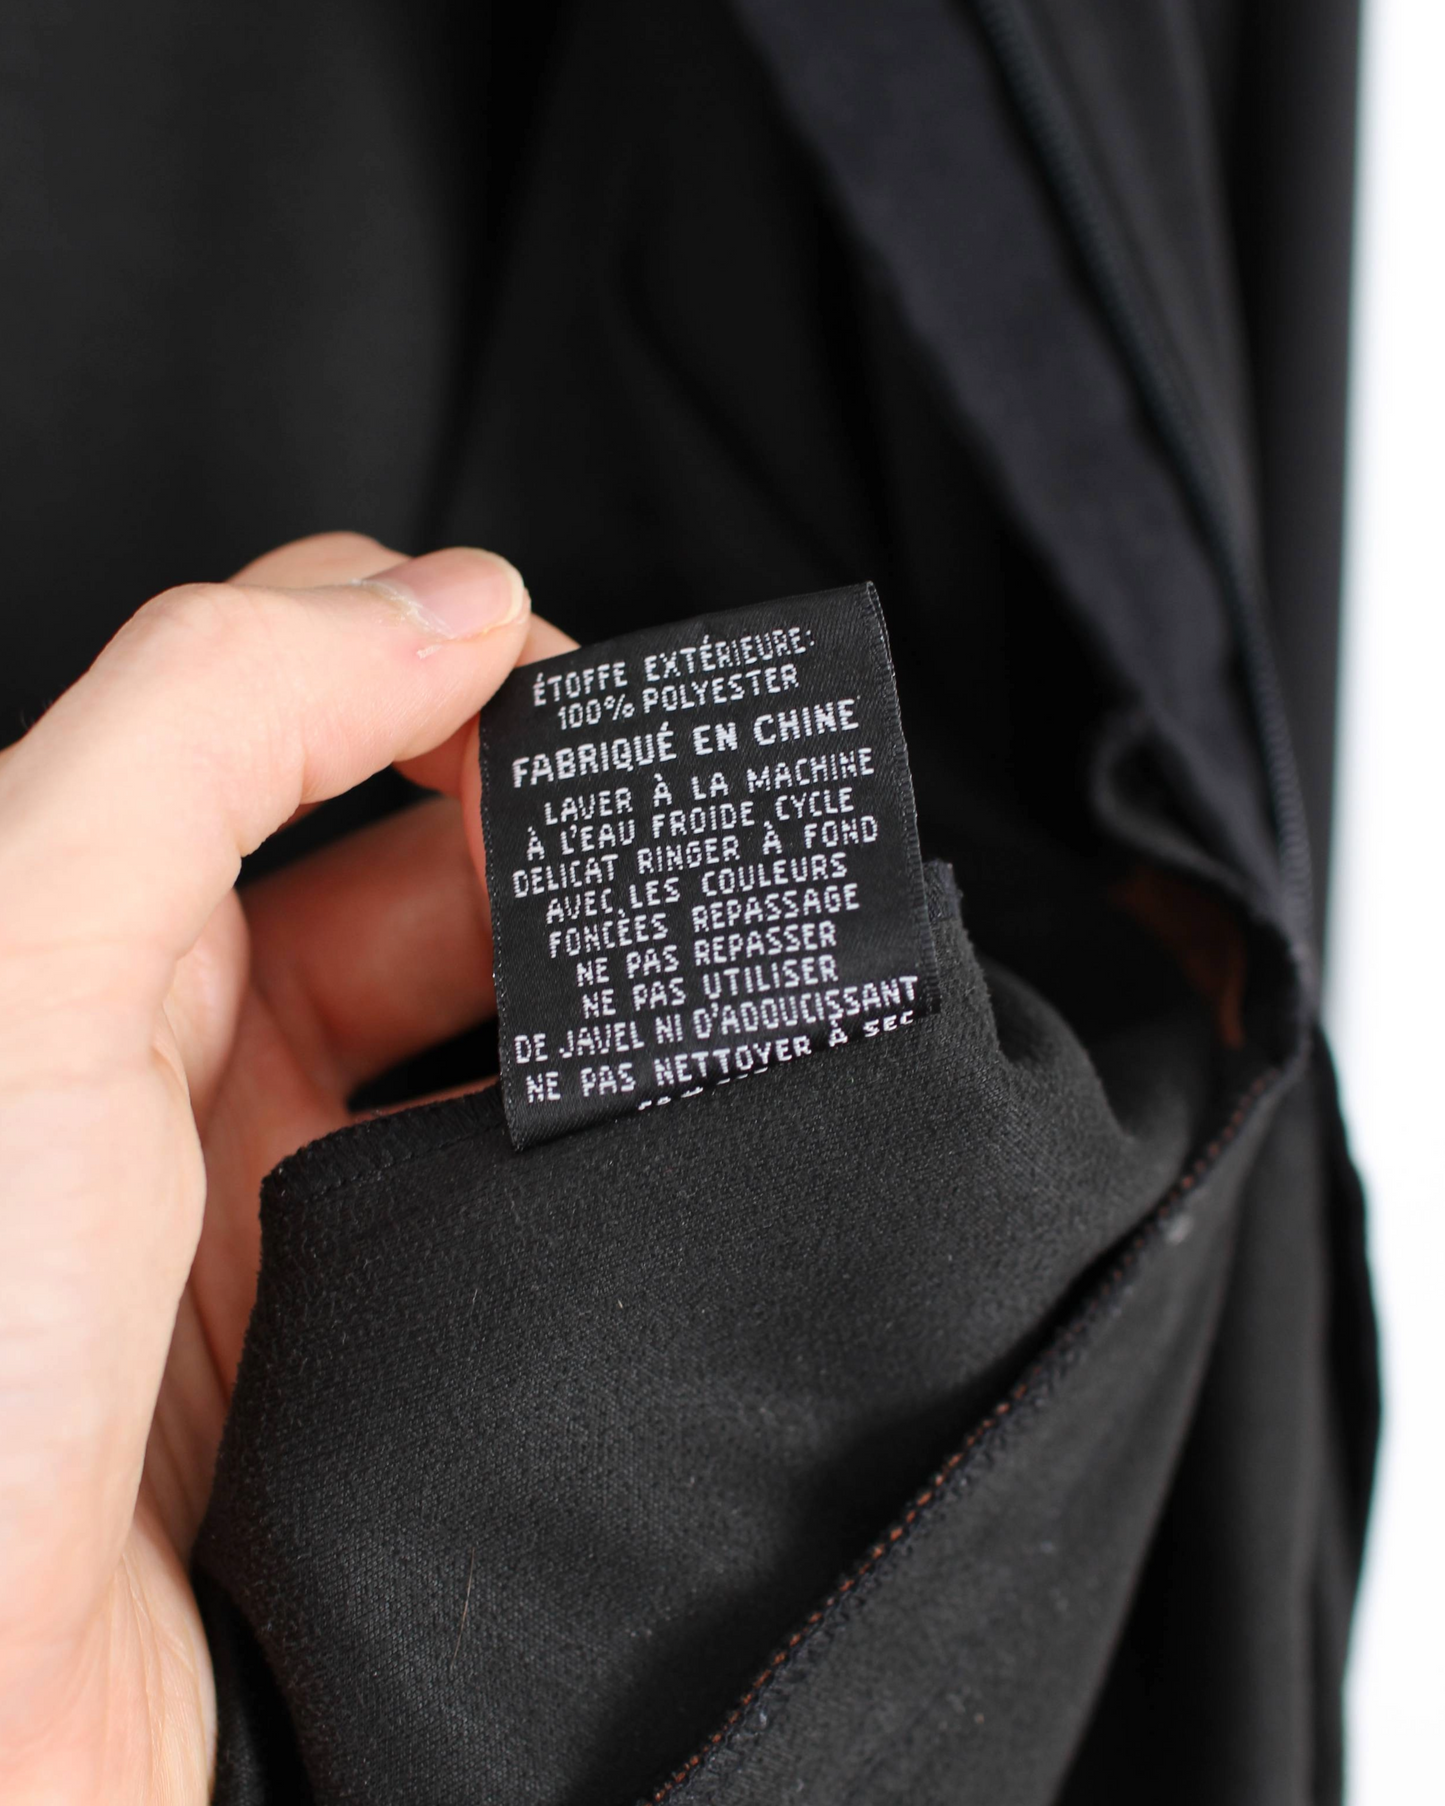 ÉTOFFE EXTÉRIEURE:
100% POLYESTER
FABRIQUÉ EN CHINE
LAVER À LA MACHINE
À L'EAU FROIDE CYCLE
DELICAT RINGER À FOND
AVEC LES COULEURS
FONCÉES REPASSAGE
NE PAS REPASSER
NE PAS UTILISER
DE JAVEL NI D'ADOUCISSANT
NE PAS NETTOYER À SEC